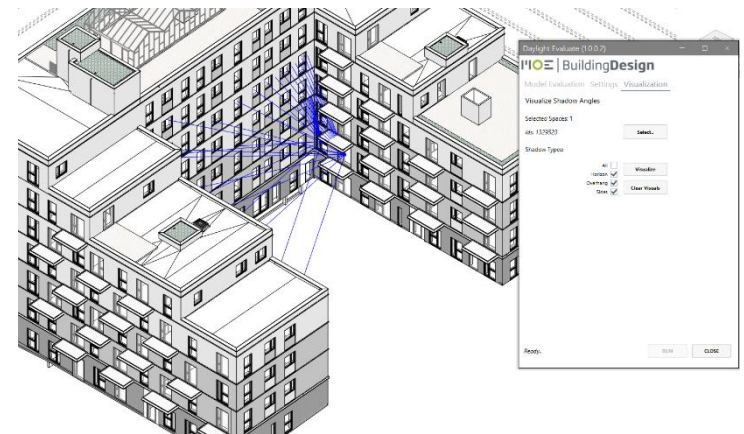 Daylight Evaluate (1.0.0.2)
MOE | BuildingDesign
Model Evaluation Settings Visualization
Visualize Shadow Angles
Selected Spaces: 1
Ids: 1329523
Select..
Shadow Types:
All
Visualize
Horizon
Overhang
Clear Visuals
Sides
Ready..
RUN
CLOSE